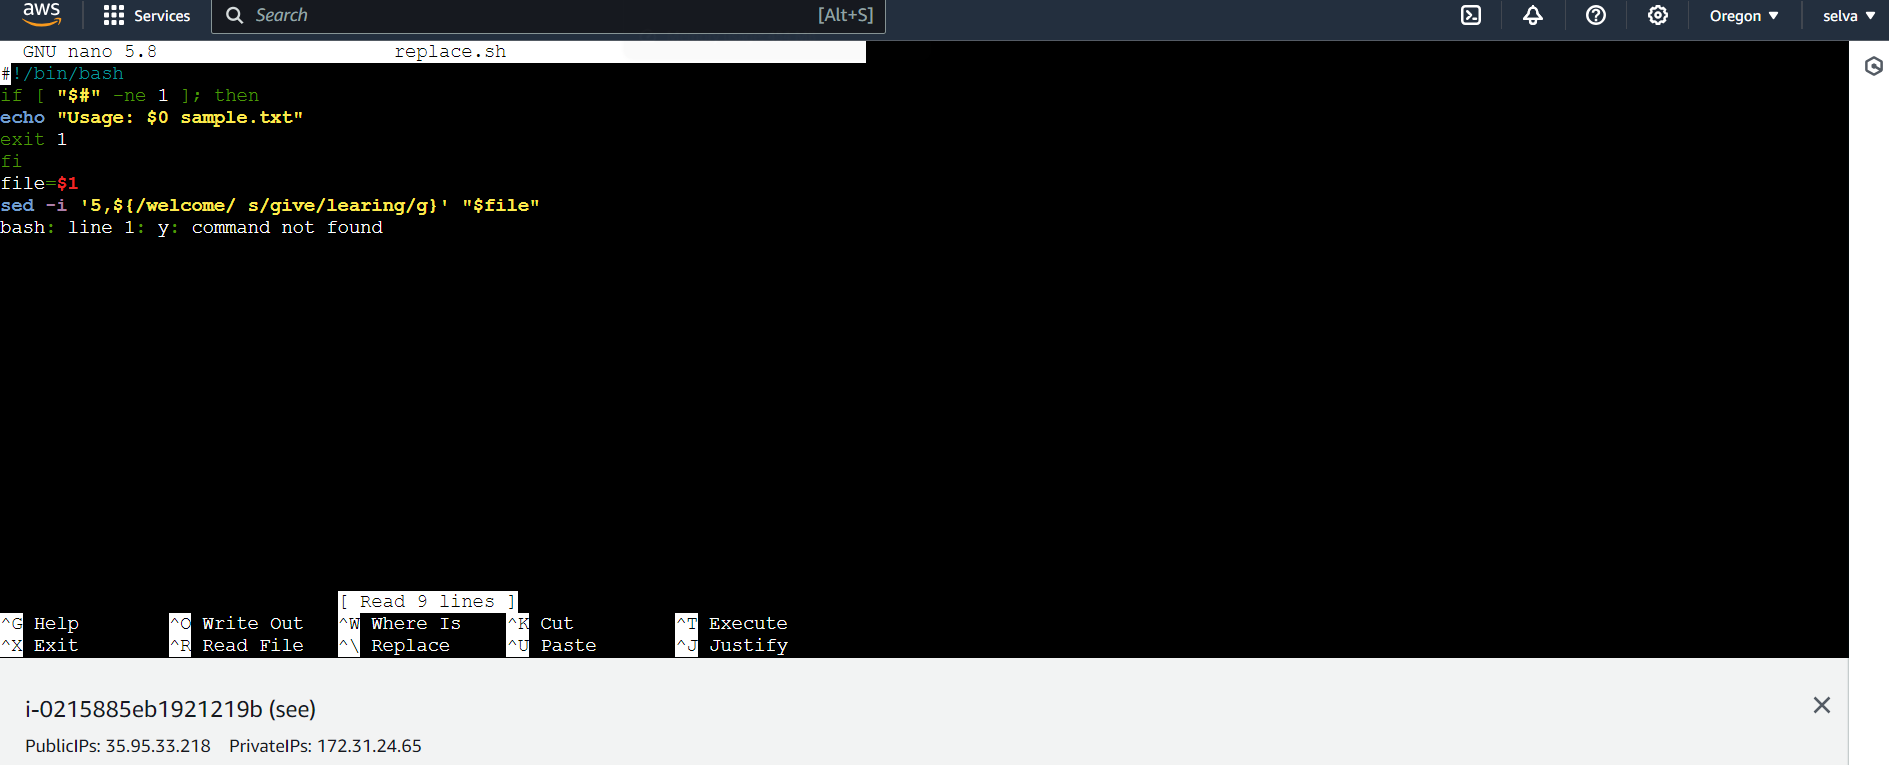 aws Services Search [Alt+S] Oregon ▼ selva ▼
GNU nano 5.8 replace.sh
#!/bin/bash
if [ "$#" -ne 1 ]; then
echo "Usage: $0 sample.txt"
exit 1
fi
file=$1
sed -i '5,${/welcome/ s/give/learing/g}' "$file"
bash: line 1: y: command not found
[ Read 9 lines ]
^G Help ^O Write Out ^W Where Is ^K Cut ^T Execute
^X Exit ^R Read File ^\ Replace ^U Paste ^J Justify
i-0215885eb1921219b (see)
PublicIPs: 35.95.33.218 PrivateIPs: 172.31.24.65